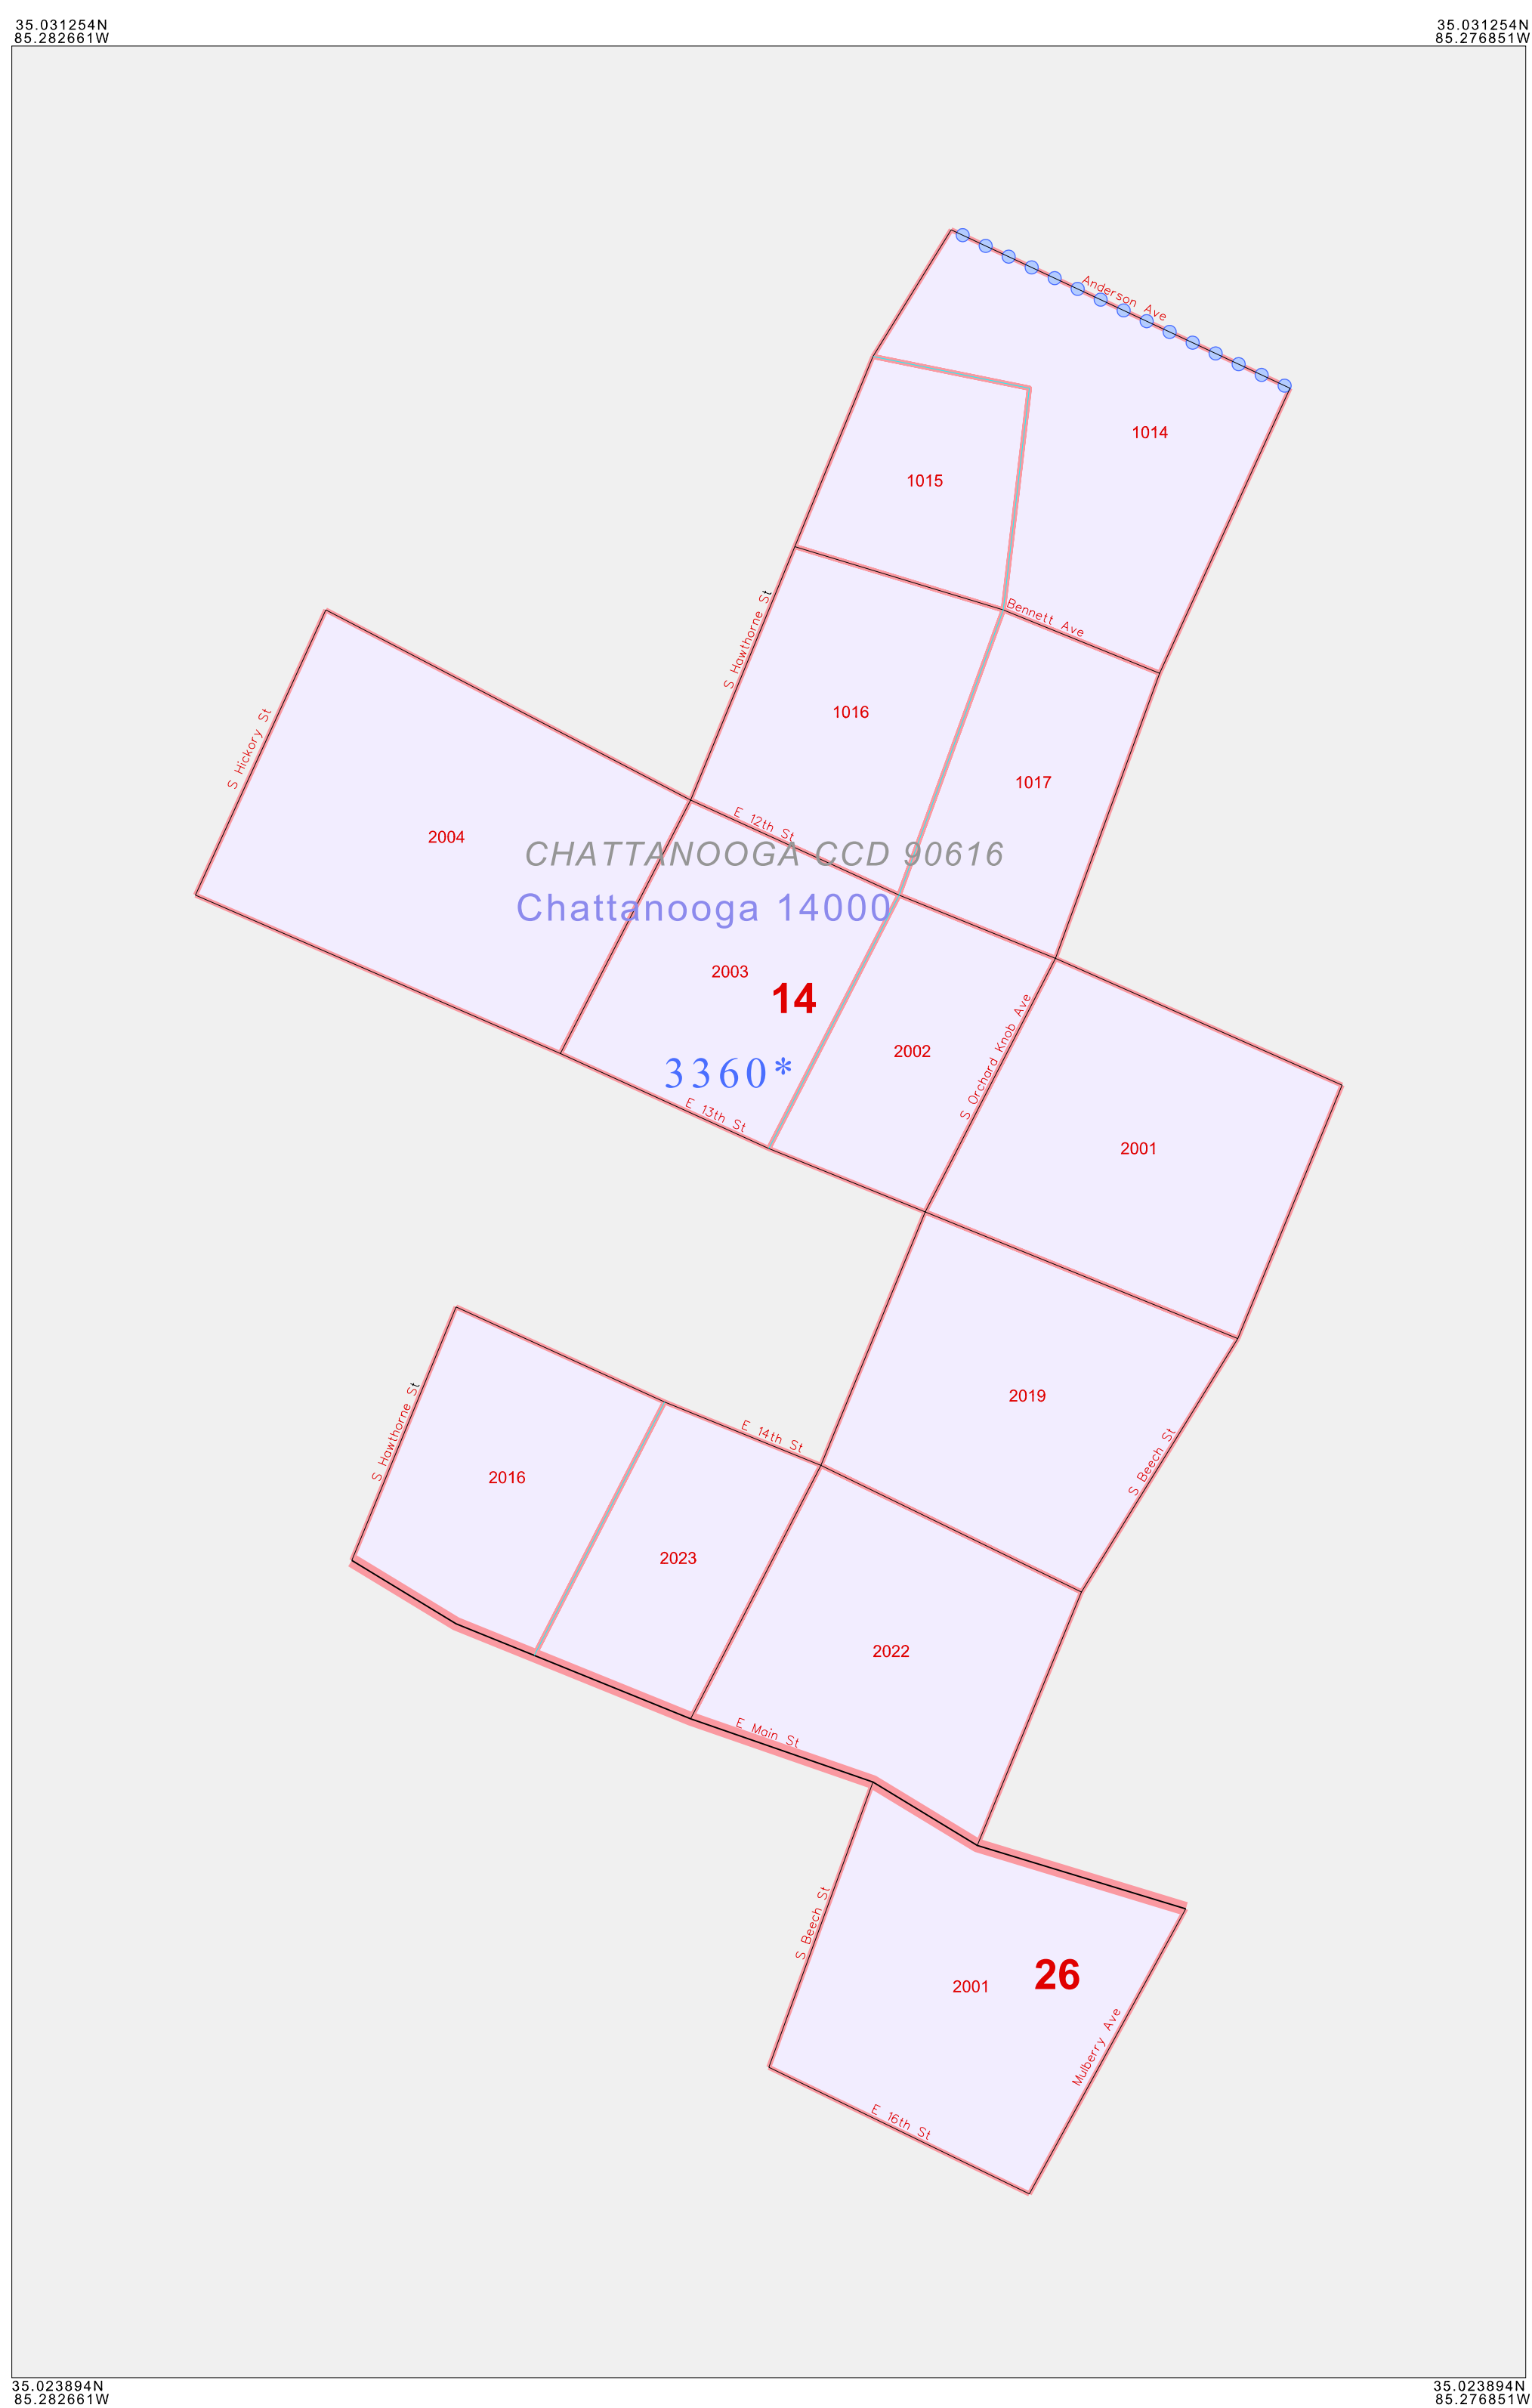 35.031254N
85.282661W
35.031254N
85.276851W
Anderson Ave
1014
1015
S Hawthorne St
Bennett Ave
1016
S Hickory St
1017
E 12th St
2004
CHATTANOOGA CCD 90616
Chattanooga 14000
2003
14
S Orchard Knob Ave
2002
3360*
E 13th St
2001
2019
S Hawthorne St
E 14th St
S Beech St
2016
2023
2022
E Main St
S Beech St
26
2001
Mulberry Ave
E 16th St
35.023894N
85.282661W
35.023894N
85.276851W